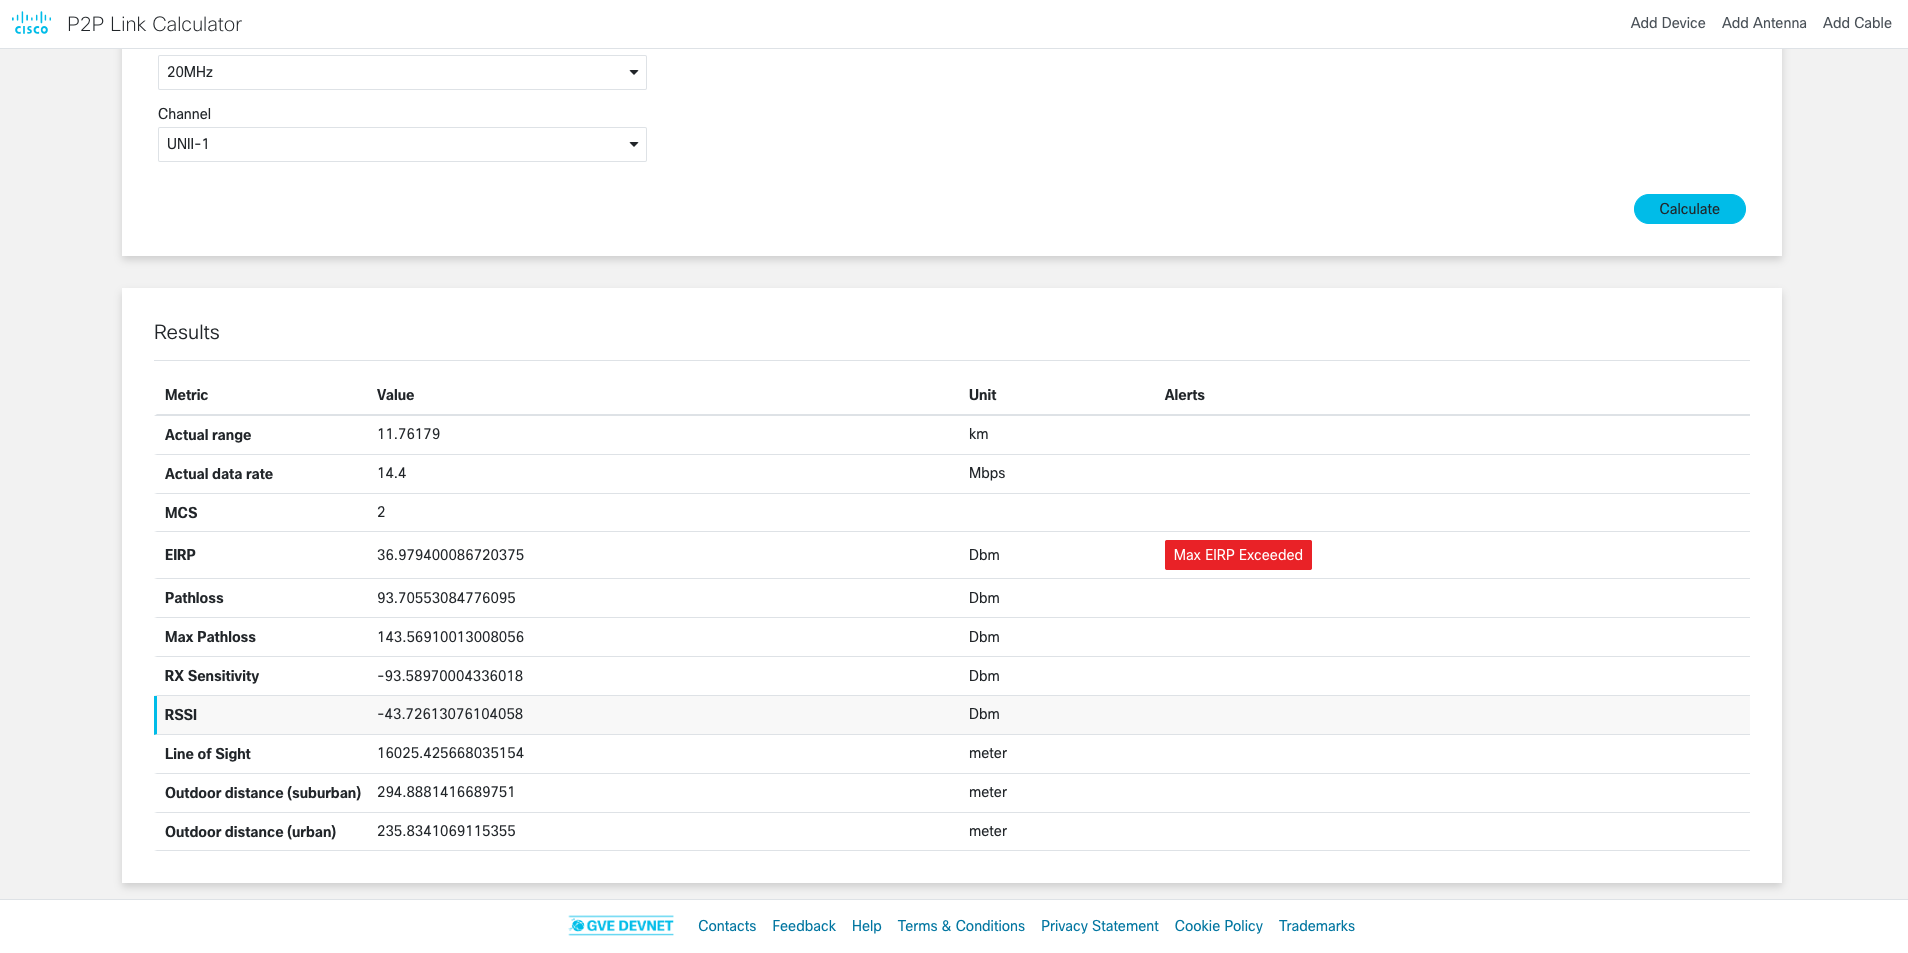 CISCO P2P Link Calculator Add Device Add Antenna Add Cable
20MHz
Channel
UNII-1
Calculate
Results
Metric Value Unit Alerts
Actual range 11.76179 km
Actual data rate 14.4 Mbps
MCS 2
EIRP 36.979400086720375 Dbm Max EIRP Exceeded
Pathloss 93.70553084776095 Dbm
Max Pathloss 143.56910013008056 Dbm
RX Sensitivity -93.58970004336018 Dbm
RSSI -43.72613076104058 Dbm
Line of Sight 16025.425668035154 meter
Outdoor distance (suburban) 294.8881416689751 meter
Outdoor distance (urban) 235.8341069115355 meter
GVE DEVNET Contacts Feedback Help Terms & Conditions Privacy Statement Cookie Policy Trademarks